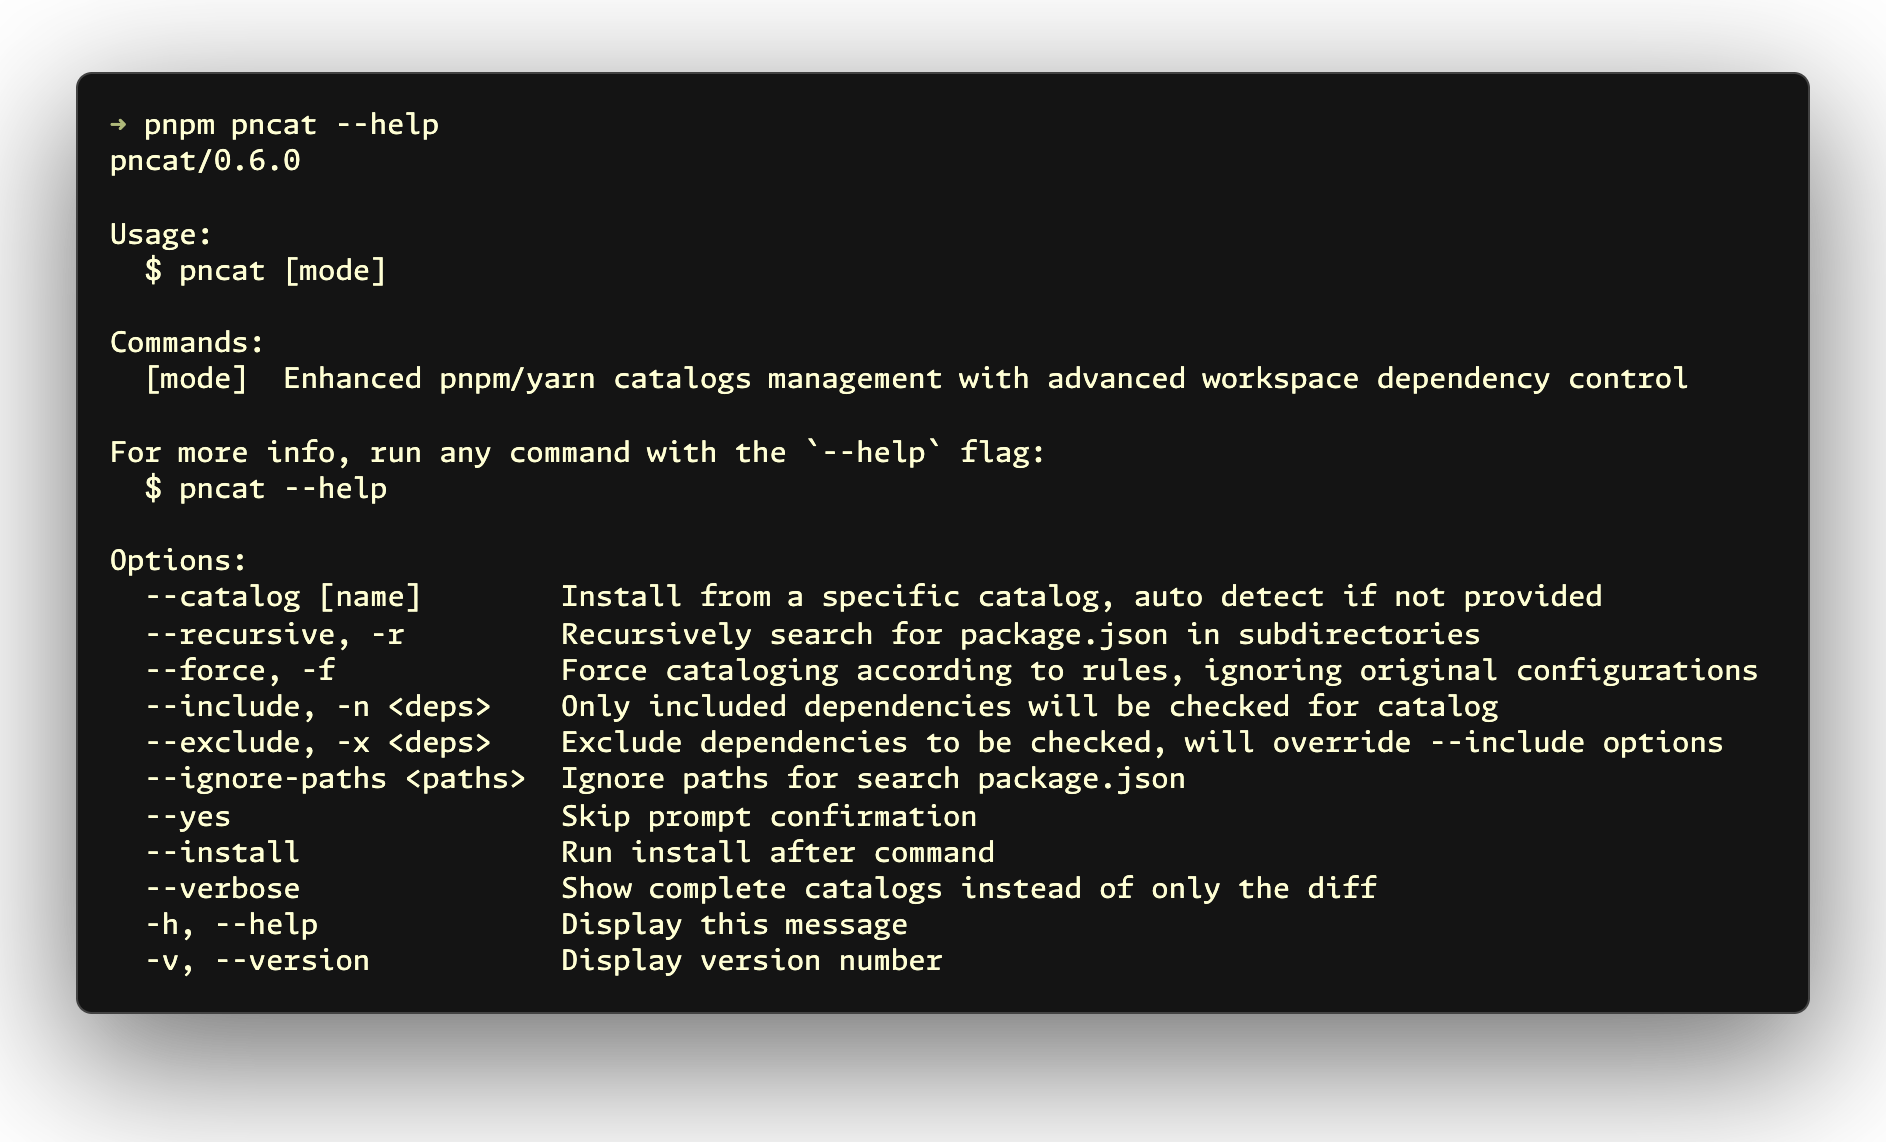 ➜ pnpm pncat --help
pncat/0.6.0

Usage:
  $ pncat [mode]

Commands:
  [mode]  Enhanced pnpm/yarn catalogs management with advanced workspace dependency control

For more info, run any command with the `--help` flag:
  $ pncat --help

Options:
  --catalog [name]        Install from a specific catalog, auto detect if not provided
  --recursive, -r         Recursively search for package.json in subdirectories
  --force, -f             Force cataloging according to rules, ignoring original configurations
  --include, -n <deps>    Only included dependencies will be checked for catalog
  --exclude, -x <deps>    Exclude dependencies to be checked, will override --include options
  --ignore-paths <paths>  Ignore paths for search package.json
  --yes                   Skip prompt confirmation
  --install               Run install after command
  --verbose               Show complete catalogs instead of only the diff
  -h, --help              Display this message
  -v, --version           Display version number